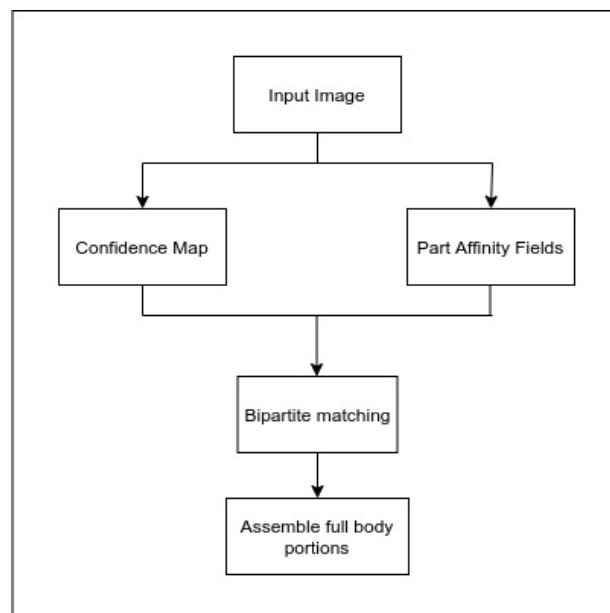 Input Image
Confidence Map
Part Affinity Fields
Bipartite matching
Assemble full body
portions